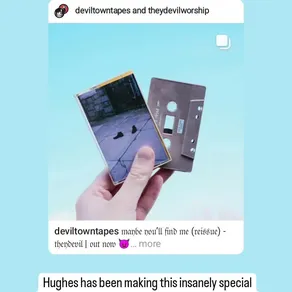 deviltowntapes and theydevilworship
deviltowntapes 𝔪𝔞𝔶𝔟𝔢 𝔶𝔬𝔲'𝔩𝔩 𝔣𝔦𝔫𝔡 𝔪𝔢 (𝔯𝔢𝔦𝔰𝔰𝔲𝔢) -
𝔱𝔥𝔢𝔶𝔡𝔢𝔳𝔦𝔩 | 𝔬𝔲𝔱 𝔫𝔬𝔴 😈... more
Hughes has been making this insanely special